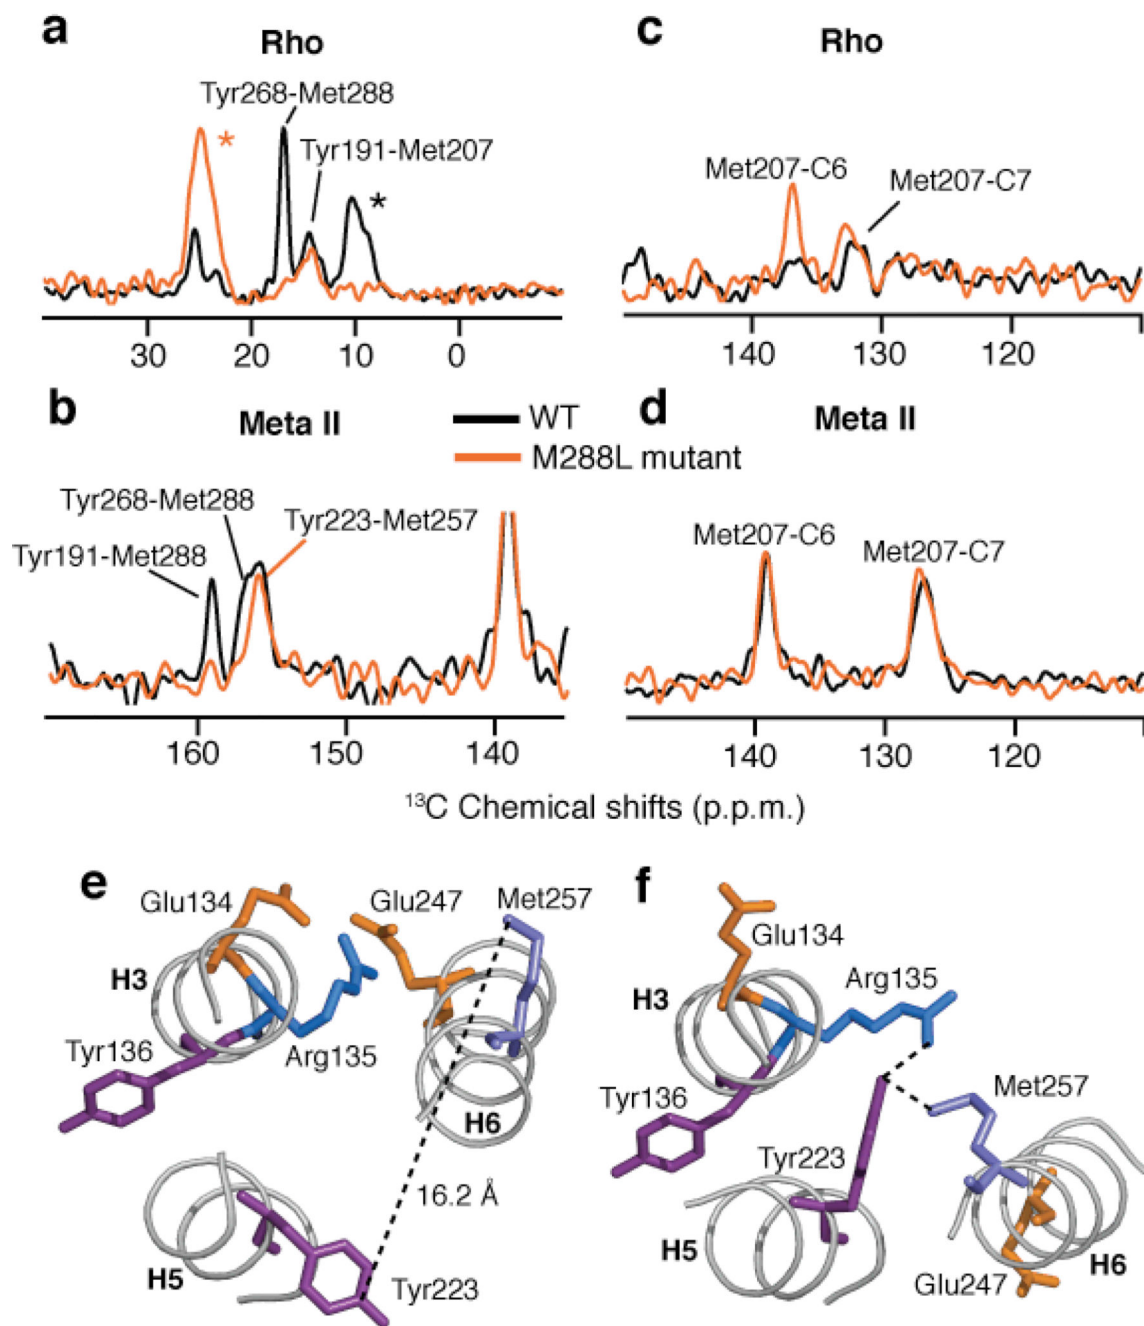 a
Rho
Tyr268-Met288
Tyr191-Met207
*
*
30 20 10 0
c
Rho
Met207-C6
Met207-C7
140 130 120
b
Meta II
WT
M288L mutant
Tyr268-Met288
Tyr223-Met257
Tyr191-Met288
160 150 140
d
Meta II
Met207-C6
Met207-C7
140 130 120
¹³C Chemical shifts (p.p.m.)
e
Glu134
Glu247
Met257
H3
Tyr136
Arg135
H6
16.2 Å
H5
Tyr223
f
Glu134
Arg135
H3
Met257
Tyr136
Tyr223
H5
H6
Glu247